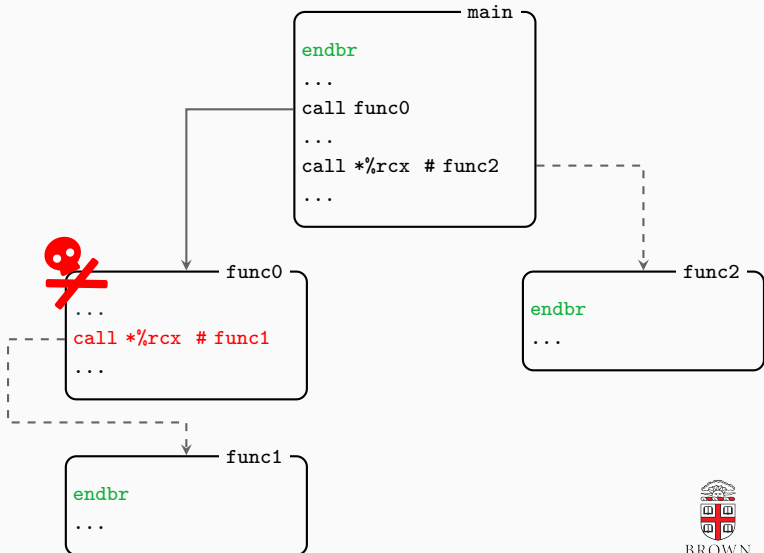 main
endbr
...
call func0
...
call *%rcx # func2
...
func0
...
call *%rcx # func1
...
func2
endbr
...
func1
endbr
...
BROWN